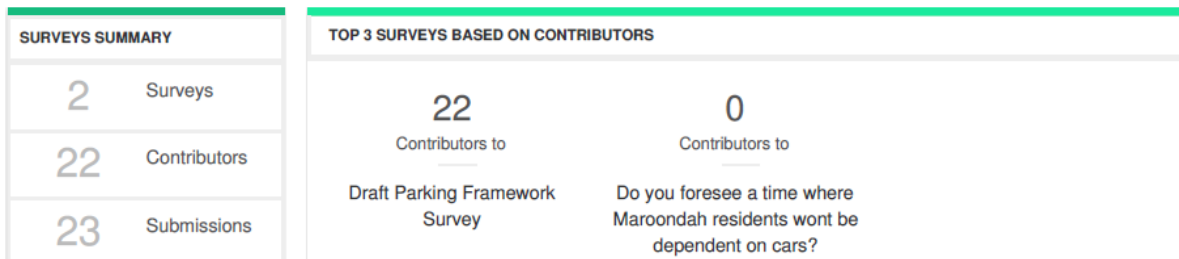 SURVEYS SUMMARY
2 Surveys
22 Contributors
23 Submissions
TOP 3 SURVEYS BASED ON CONTRIBUTORS
22
Contributors to
Draft Parking Framework
Survey
0
Contributors to
Do you foresee a time where
Maroondah residents wont be
dependent on cars?